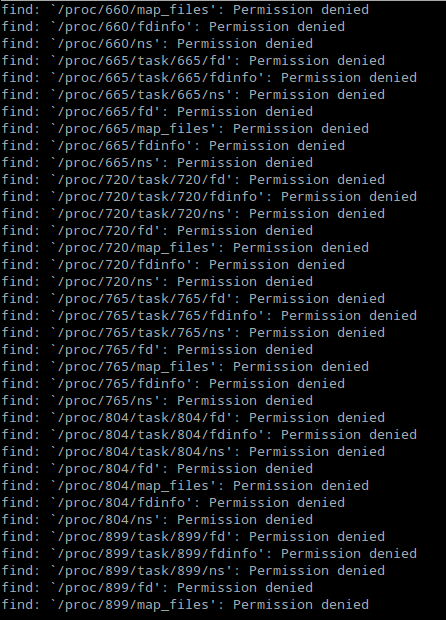 find: `/proc/660/map_files': Permission denied
find: `/proc/660/fdinfo': Permission denied
find: `/proc/660/ns': Permission denied
find: `/proc/665/task/665/fd': Permission denied
find: `/proc/665/task/665/fdinfo': Permission denied
find: `/proc/665/task/665/ns': Permission denied
find: `/proc/665/fd': Permission denied
find: `/proc/665/map_files': Permission denied
find: `/proc/665/fdinfo': Permission denied
find: `/proc/665/ns': Permission denied
find: `/proc/720/task/720/fd': Permission denied
find: `/proc/720/task/720/fdinfo': Permission denied
find: `/proc/720/task/720/ns': Permission denied
find: `/proc/720/fd': Permission denied
find: `/proc/720/map_files': Permission denied
find: `/proc/720/fdinfo': Permission denied
find: `/proc/720/ns': Permission denied
find: `/proc/765/task/765/fd': Permission denied
find: `/proc/765/task/765/fdinfo': Permission denied
find: `/proc/765/task/765/ns': Permission denied
find: `/proc/765/fd': Permission denied
find: `/proc/765/map_files': Permission denied
find: `/proc/765/fdinfo': Permission denied
find: `/proc/765/ns': Permission denied
find: `/proc/804/task/804/fd': Permission denied
find: `/proc/804/task/804/fdinfo': Permission denied
find: `/proc/804/task/804/ns': Permission denied
find: `/proc/804/fd': Permission denied
find: `/proc/804/map_files': Permission denied
find: `/proc/804/fdinfo': Permission denied
find: `/proc/804/ns': Permission denied
find: `/proc/899/task/899/fd': Permission denied
find: `/proc/899/task/899/fdinfo': Permission denied
find: `/proc/899/task/899/ns': Permission denied
find: `/proc/899/fd': Permission denied
find: `/proc/899/map_files': Permission denied